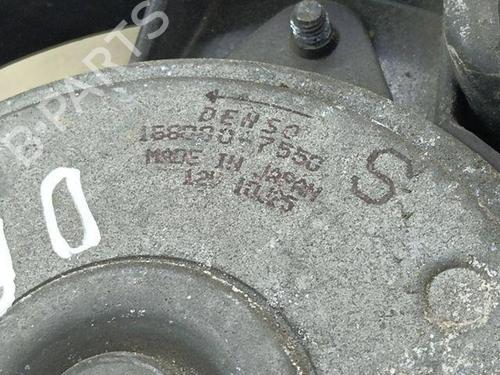 B-PARTS
DENSO
168000-7550
MADE IN JAPAN
12V
S